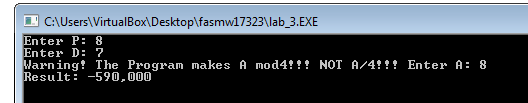 C:\Users\VirtualBox\Desktop\fasmw17323\lab_3.EXE
Enter P: 8
Enter D: 7
Warning! The Program makes A mod4!!! NOT A/4!!! Enter A: 8
Result: -590,000